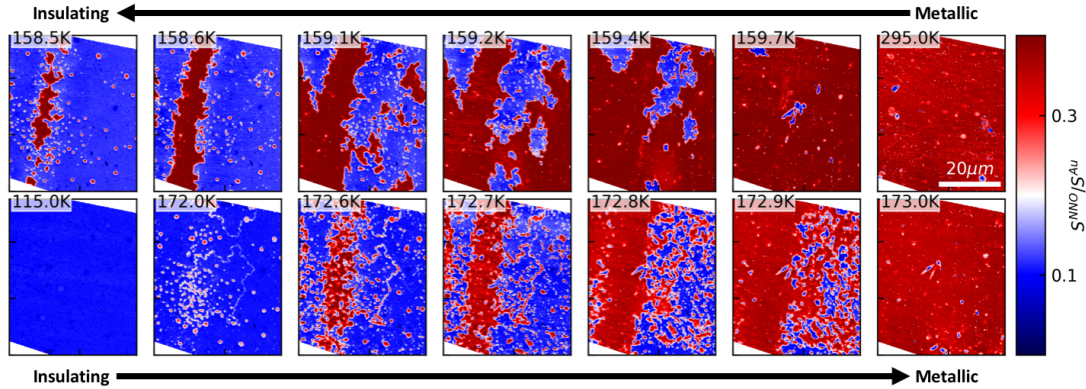 Insulating Metallic
158.5K 158.6K 159.1K 159.2K 159.4K 159.7K 295.0K
0.3
20μm
S^NNO/S^Au
115.0K 172.0K 172.6K 172.7K 172.8K 172.9K 173.0K
0.1
Insulating Metallic